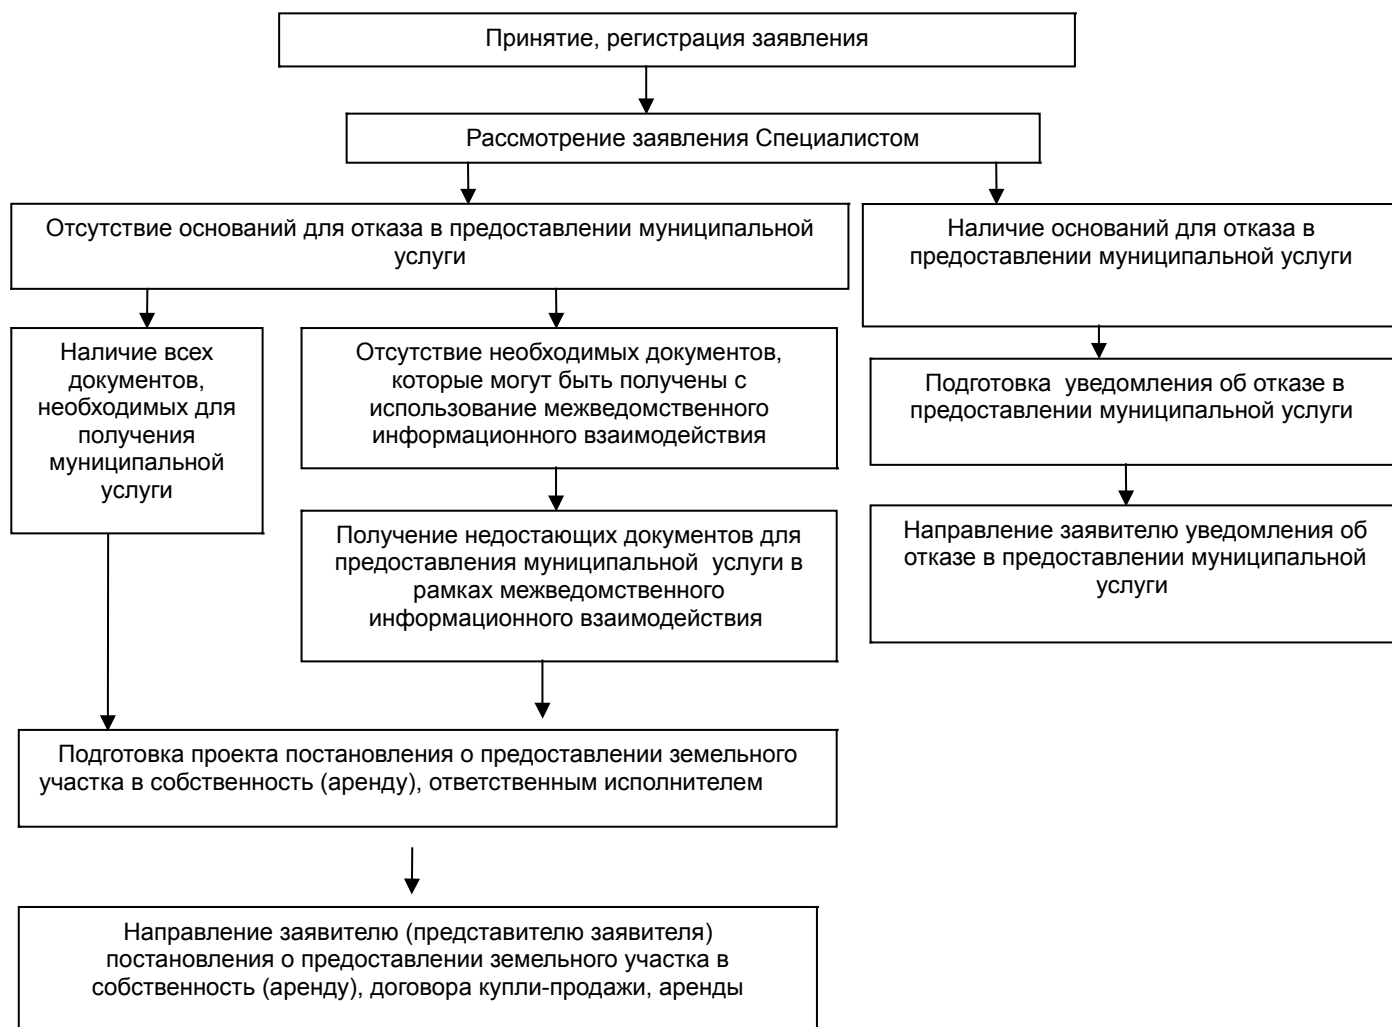 Принятие, регистрация заявления
Рассмотрение заявления Специалистом
Отсутствие оснований для отказа в предоставлении муниципальной
услуги
Наличие оснований для отказа в
предоставлении муниципальной услуги
Наличие всех
документов,
необходимых для
получения
муниципальной
услуги
Отсутствие необходимых документов,
которые могут быть получены с
использование межведомственного
информационного взаимодействия
Подготовка уведомления об отказе в
предоставлении муниципальной услуги
Получение недостающих документов для
предоставления муниципальной услуги в
рамках межведомственного
информационного взаимодействия
Направление заявителю уведомления об
отказе в предоставлении муниципальной
услуги
Подготовка проекта постановления о предоставлении земельного
участка в собственность (аренду), ответственным исполнителем
Направление заявителю (представителю заявителя)
постановления о предоставлении земельного участка в
собственность (аренду), договора купли-продажи, аренды